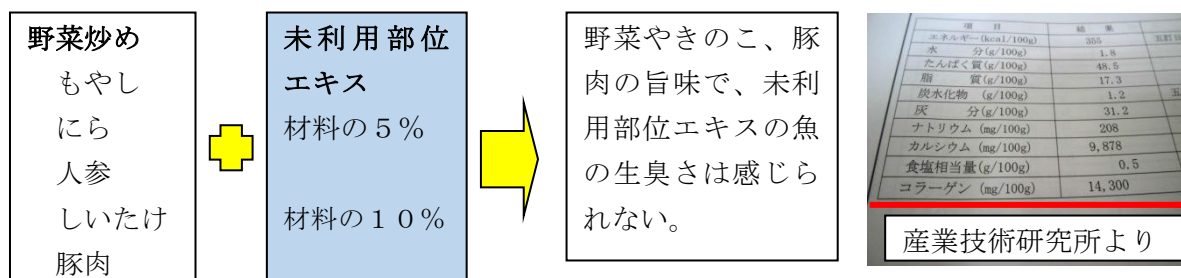 野菜炒め
もやし
にら
人参
しいたけ
豚肉
未利用部位
エキス
材料の５％
材料の１０％
野菜やきのこ、豚
肉の旨味で、未利
用部位エキスの魚
の生臭さは感じら
れない。
項 目 結 果
エネルギー(kcal/100g) 355
水 分(g/100g) 1.8
たんぱく質(g/100g) 48.5
脂 質(g/100g) 17.3
炭水化物 (g/100g) 1.2
灰 分(g/100g) 31.2
ナトリウム (mg/100g) 208
カルシウム (mg/100g) 9,878
食塩相当量(g/100g) 0.5
コラーゲン (mg/100g) 14,300
産業技術研究所より